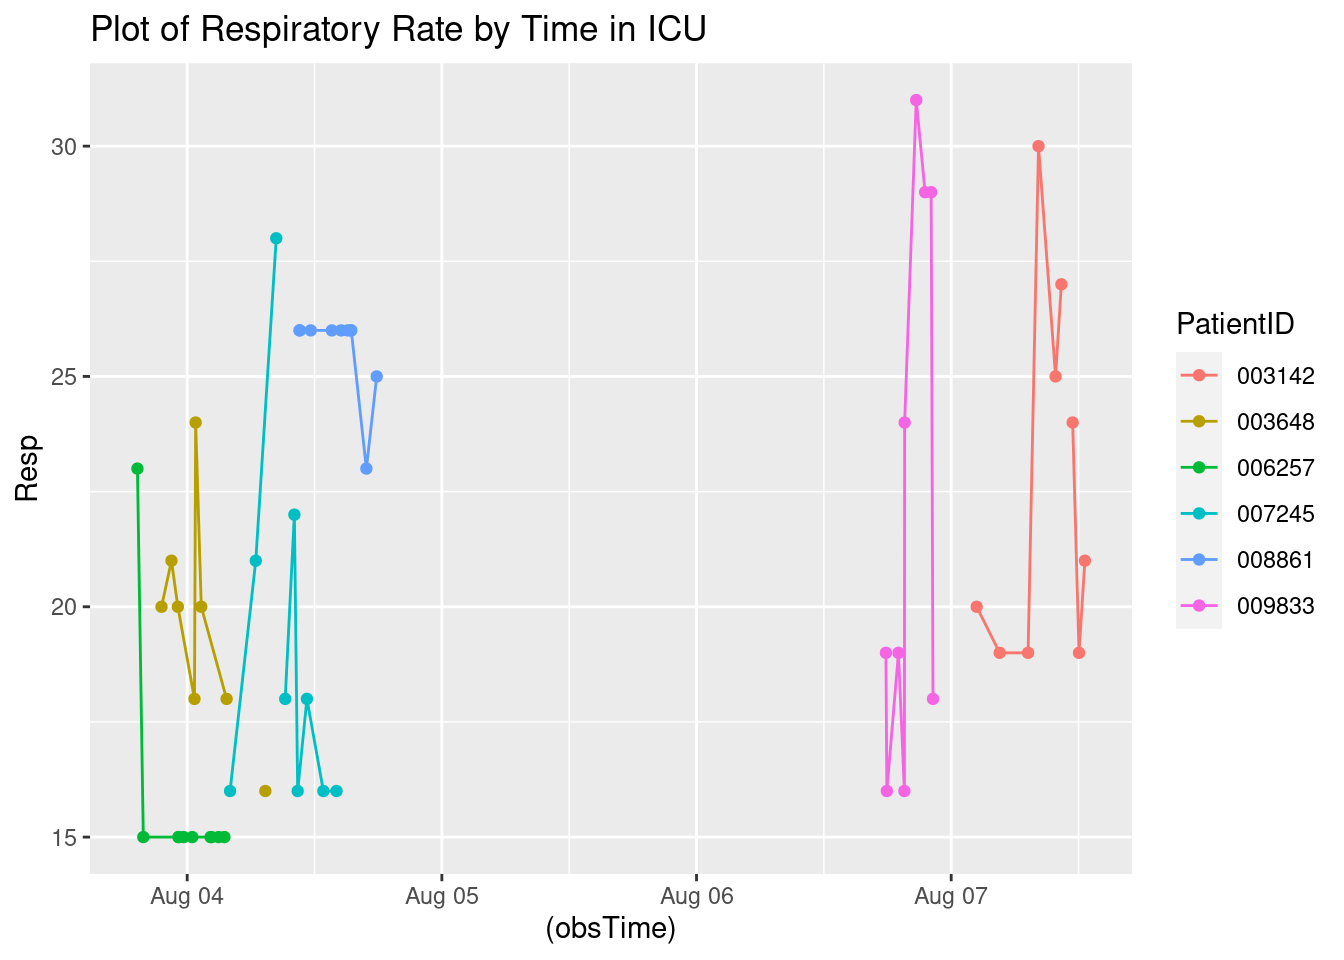 Plot of Respiratory Rate by Time in ICU
Resp
30
25
20
15
Aug 04 Aug 05 Aug 06 Aug 07
(obsTime)
PatientID
003142
003648
006257
007245
008861
009833